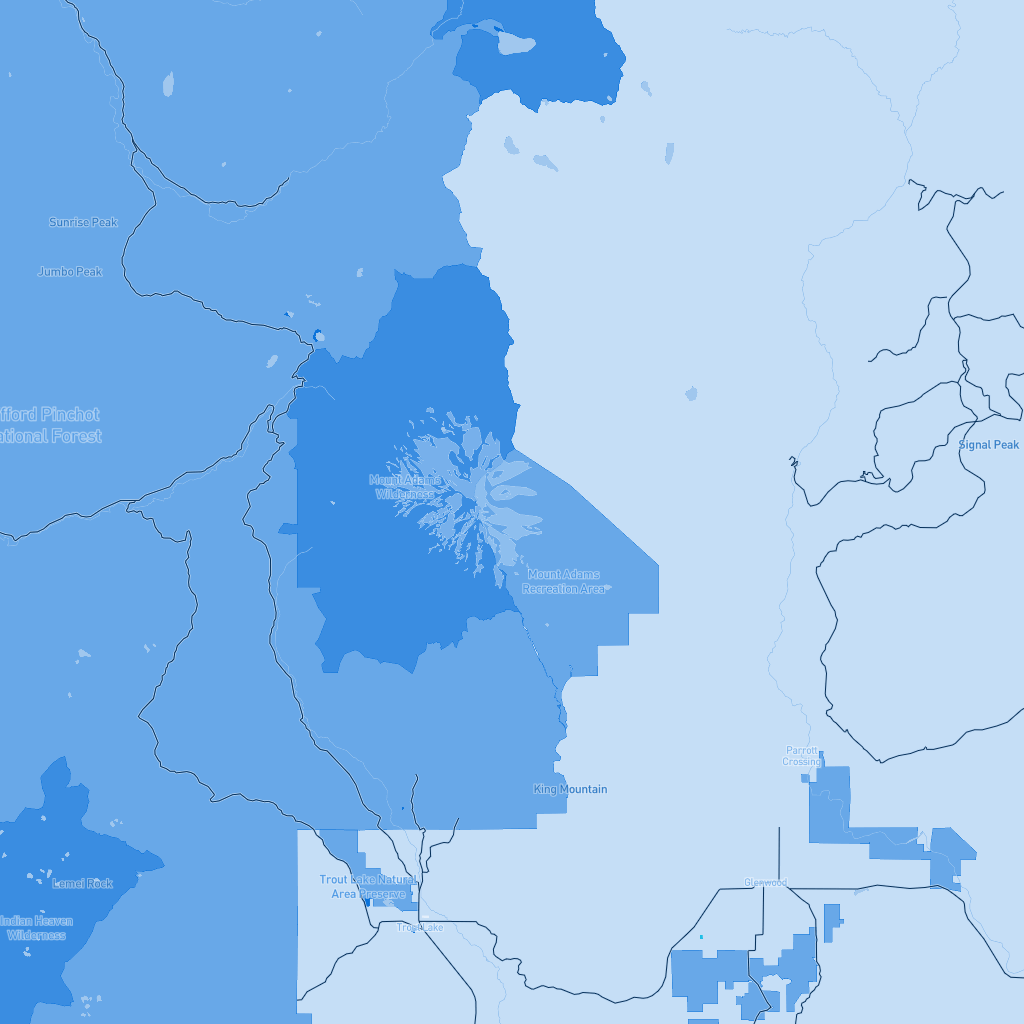 Sunrise Peak
Jumbo Peak
fford Pinchot
ational Forest
Signal Peak
Mount Adams
Wilderness
Mount Adams
Recreation Area
Parrott
Crossing
King Mountain
Lemei Rock
Trout Lake Natural
Area Preserve
Glenwood
Indian Heaven
Wilderness
Trout Lake